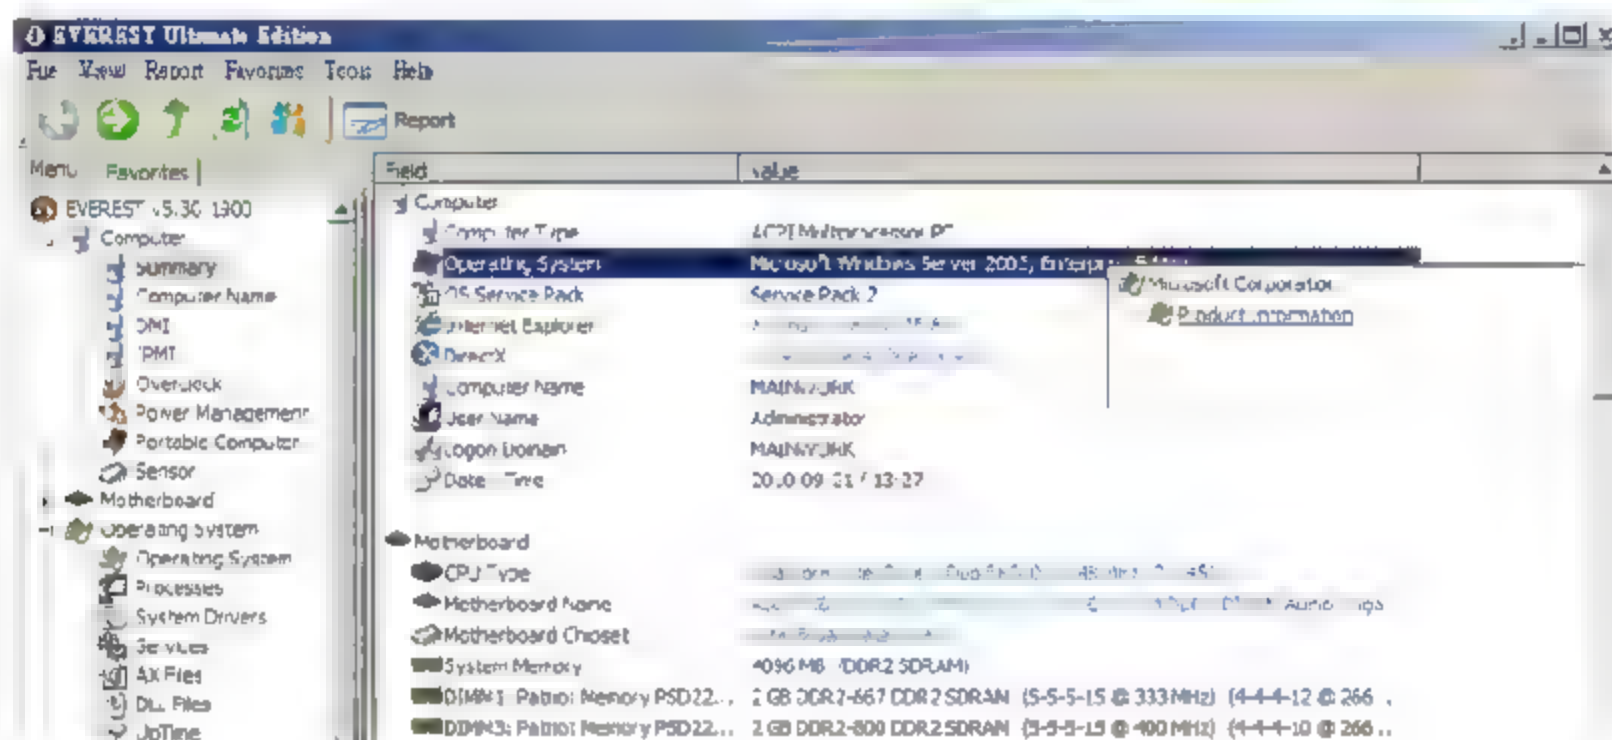 EVEREST Ultimate Edition
File View Report Favorites Tools Help
Report
Menu Favorites
Field Value
EVEREST v5.30.1900
Computer
Summary
Computer Name
DMI
IPMI
Overclock
Power Management
Portable Computer
Sensor
Motherboard
Operating System
Operating System
Processes
System Drivers
Services
AX Files
DLL Files
UpTime
Computer
Computer Type ACPI Multiprocessor PC
Operating System Microsoft Windows Server 2003, Enterprise
OS Service Pack Service Pack 2
Internet Explorer
DirectX
Computer Name
User Name Administrator
Logon Domain
Date / Time 13:27
Microsoft Corporation
Product Information
Motherboard
CPU Type
Motherboard Name
Motherboard Chipset
System Memory 4096 MB (DDR2 SDRAM)
DIMM1: Patriot Memory PSD22... 2 GB DDR2-667 DDR2 SDRAM (5-5-5-15 @ 333 MHz) (4-4-4-12 @ 266 ..
DIMM3: Patriot Memory PSD22... 2 GB DDR2-800 DDR2 SDRAM (5-5-5-15 @ 400 MHz) (4-4-4-10 @ 266 ..